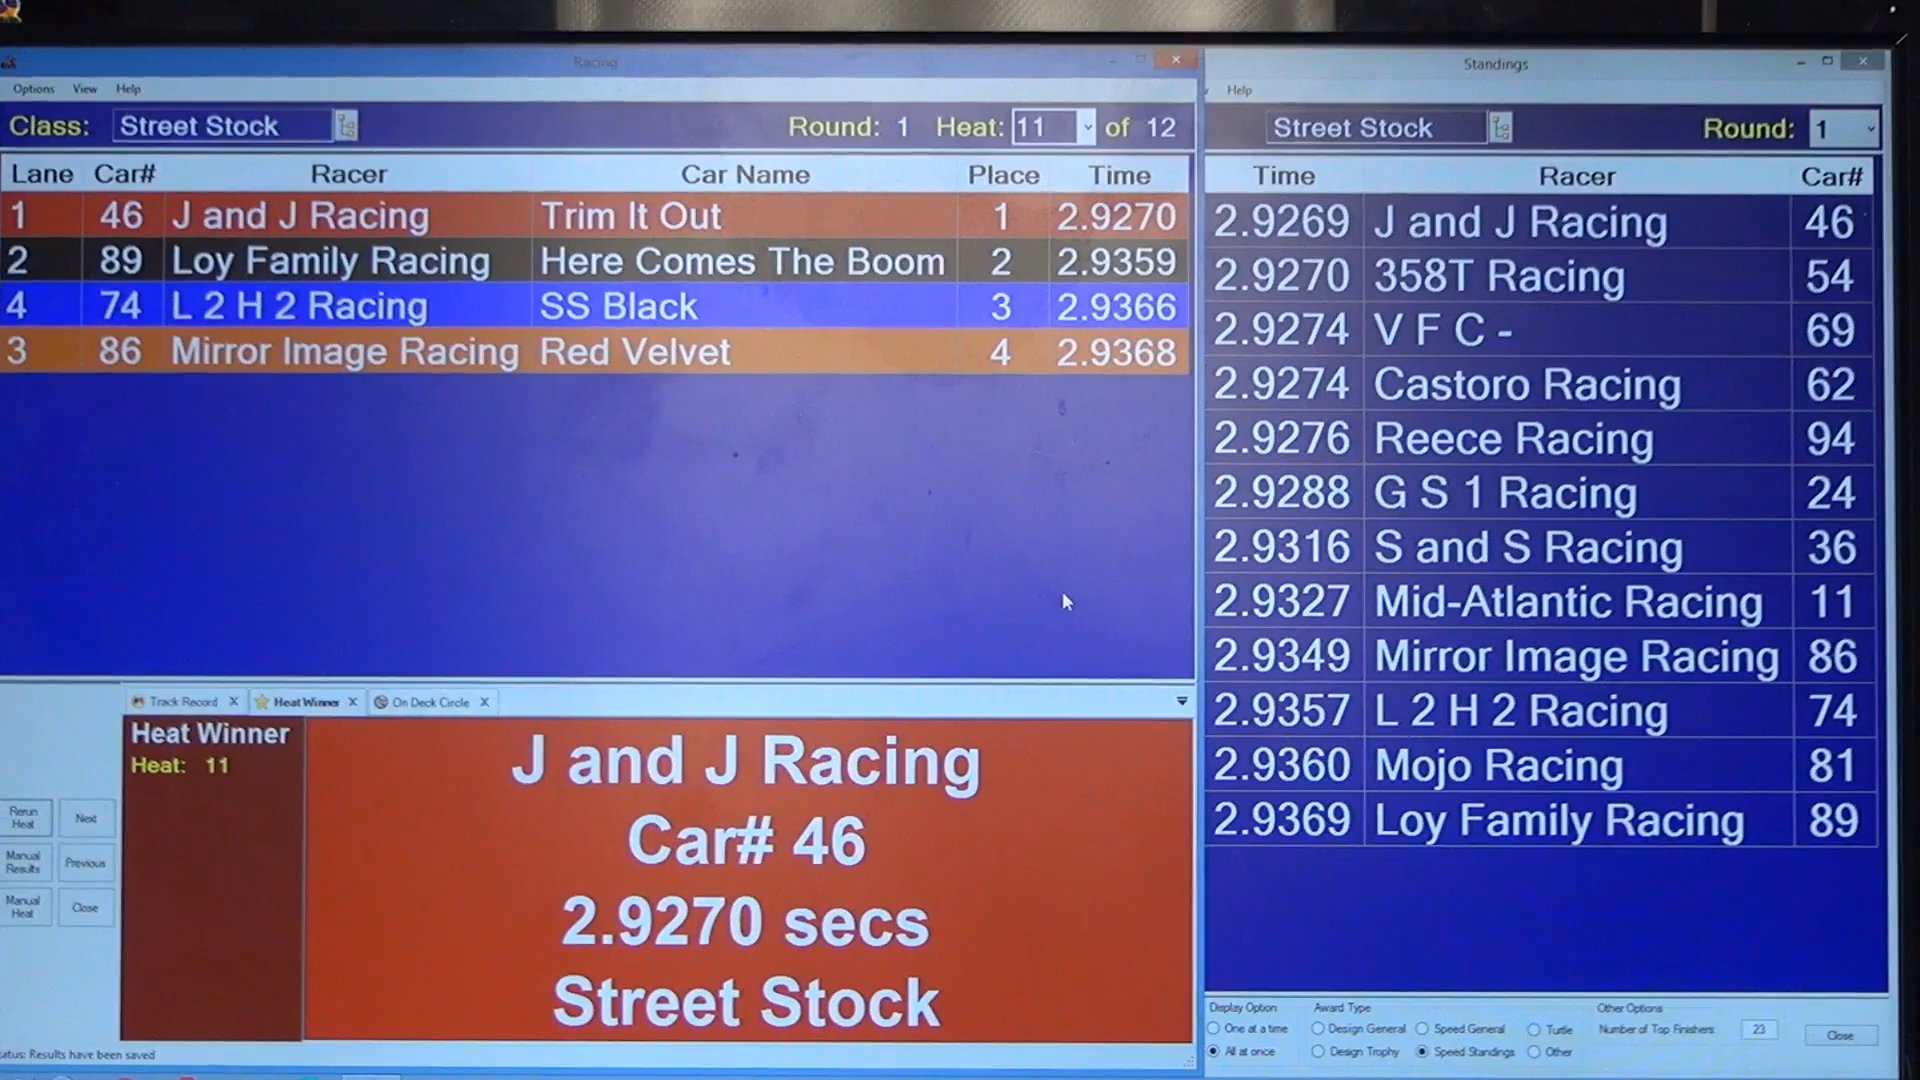 Racing
Options View Help
Class: Street Stock Round: 1 Heat: 11 of 12
Lane Car# Racer Car Name Place Time
1 46 J and J Racing Trim It Out 1 2.9270
2 89 Loy Family Racing Here Comes The Boom 2 2.9359
4 74 L 2 H 2 Racing SS Black 3 2.9366
3 86 Mirror Image Racing Red Velvet 4 2.9368
Track Record X Heat Winner X On Deck Circle X
Heat Winner
Heat: 11
J and J Racing
Car# 46
2.9270 secs
Street Stock
Rerun Heat
Next
Manual Results
Previous
Manual Heat
Close
atus: Results have been saved
Standings
Help
Street Stock Round: 1
Time Racer Car#
2.9269 J and J Racing 46
2.9270 358T Racing 54
2.9274 V F C - 69
2.9274 Castoro Racing 62
2.9276 Reece Racing 94
2.9288 G S 1 Racing 24
2.9316 S and S Racing 36
2.9327 Mid-Atlantic Racing 11
2.9349 Mirror Image Racing 86
2.9357 L 2 H 2 Racing 74
2.9360 Mojo Racing 81
2.9369 Loy Family Racing 89
Display Option Award Type Other Options
One at a time Design General Speed General Turtle Number of Top Finishers: 23 Close
All at once Design Trophy Speed Standings Other